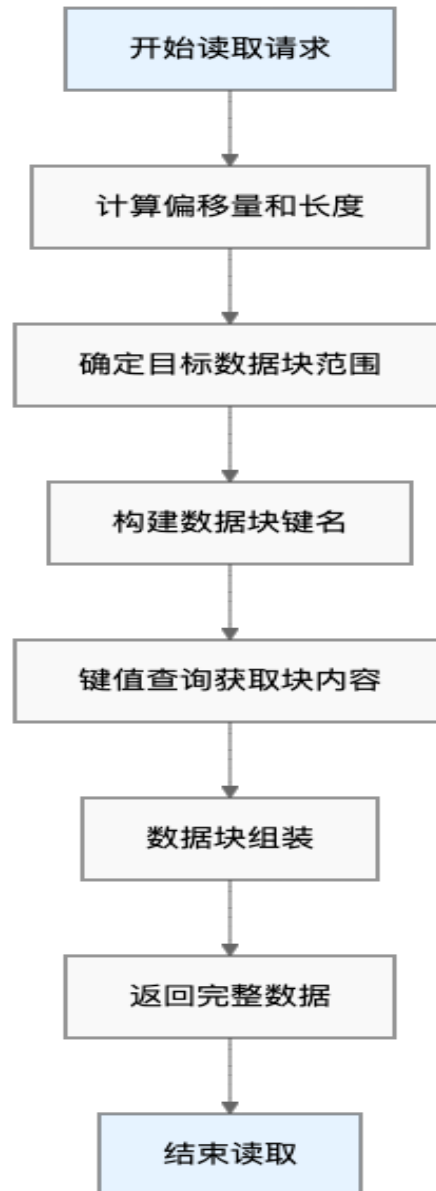 开始读取请求
计算偏移量和长度
确定目标数据块范围
构建数据块键名
键值查询获取块内容
数据块组装
返回完整数据
结束读取